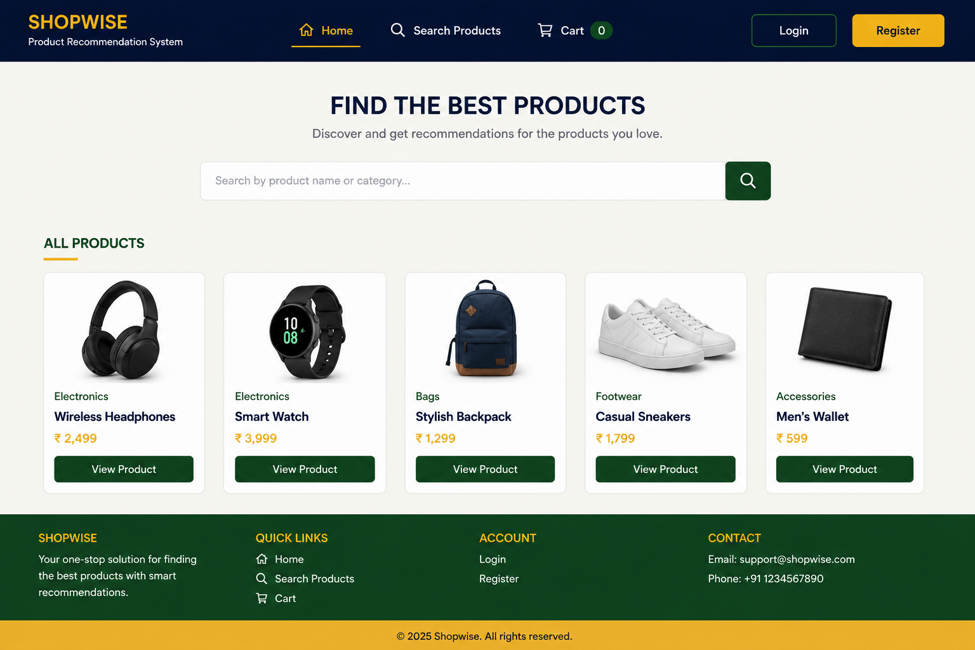 SHOPWISE
Product Recommendation System
Home
Search Products
Cart 0
Login
Register
FIND THE BEST PRODUCTS
Discover and get recommendations for the products you love.
Search by product name or category...
ALL PRODUCTS
Electronics
Wireless Headphones
₹ 2,499
View Product
10
08
Electronics
Smart Watch
₹ 3,999
View Product
Bags
Stylish Backpack
₹ 1,299
View Product
Footwear
Casual Sneakers
₹ 1,799
View Product
Accessories
Men's Wallet
₹ 599
View Product
SHOPWISE
Your one-stop solution for finding
the best products with smart
recommendations.
QUICK LINKS
Home
Search Products
Cart
ACCOUNT
Login
Register
CONTACT
Email: support@shopwise.com
Phone: +91 1234567890
© 2025 Shopwise. All rights reserved.